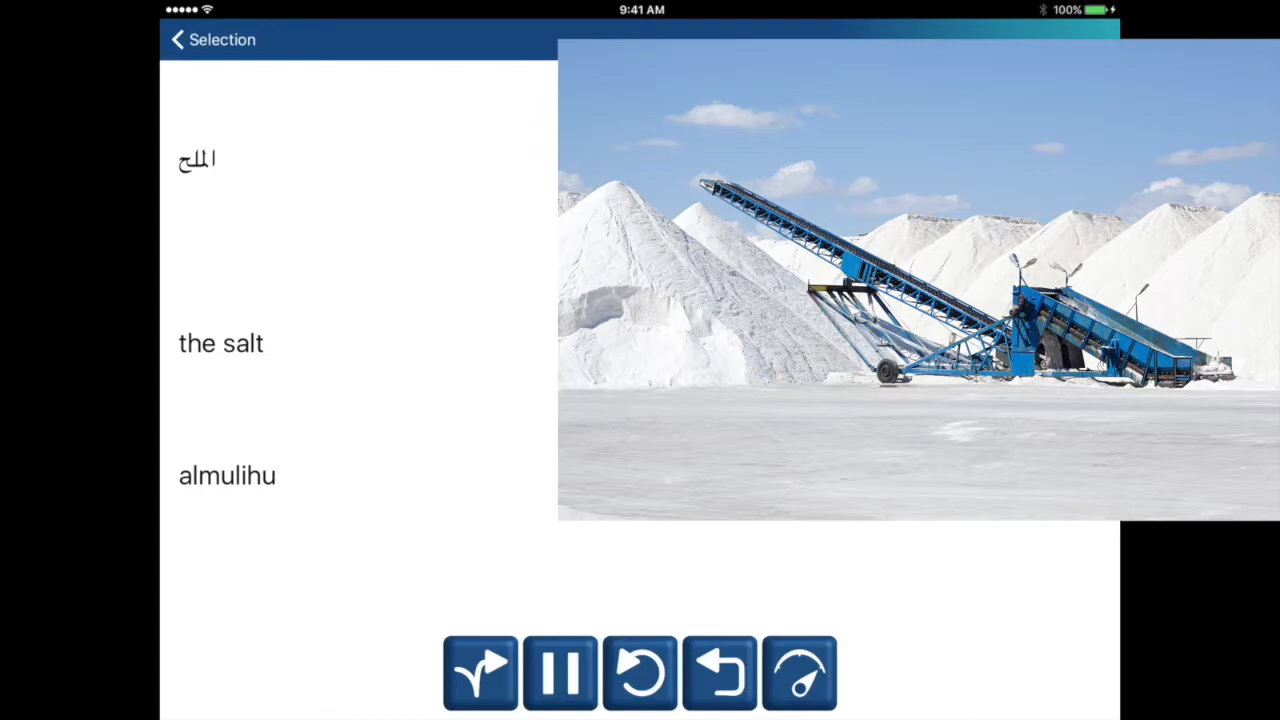 9:41 AM
100%
Selection
الملح
the salt
almulihu